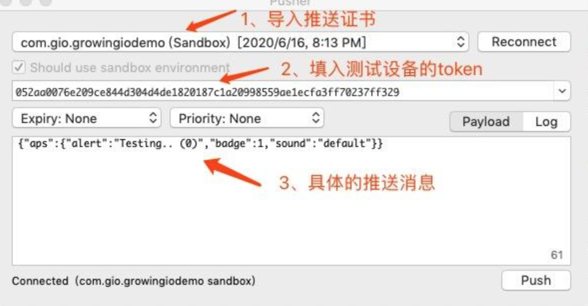 Pusher
1、导入推送证书
com.gio.growingiodemo (Sandbox) [2020/6/16, 8:13 PM]
Reconnect
Should use sandbox environment
2、填入测试设备的token
052aa0076e209ce844d304d4de1820187c1a20998559ae1ecfa3ff70237ff329
Expiry: None
Priority: None
Payload
Log
{"aps":{"alert":"Testing.. (0)","badge":1,"sound":"default"}}
3、具体的推送消息
61
Connected (com.gio.growingiodemo sandbox)
Push